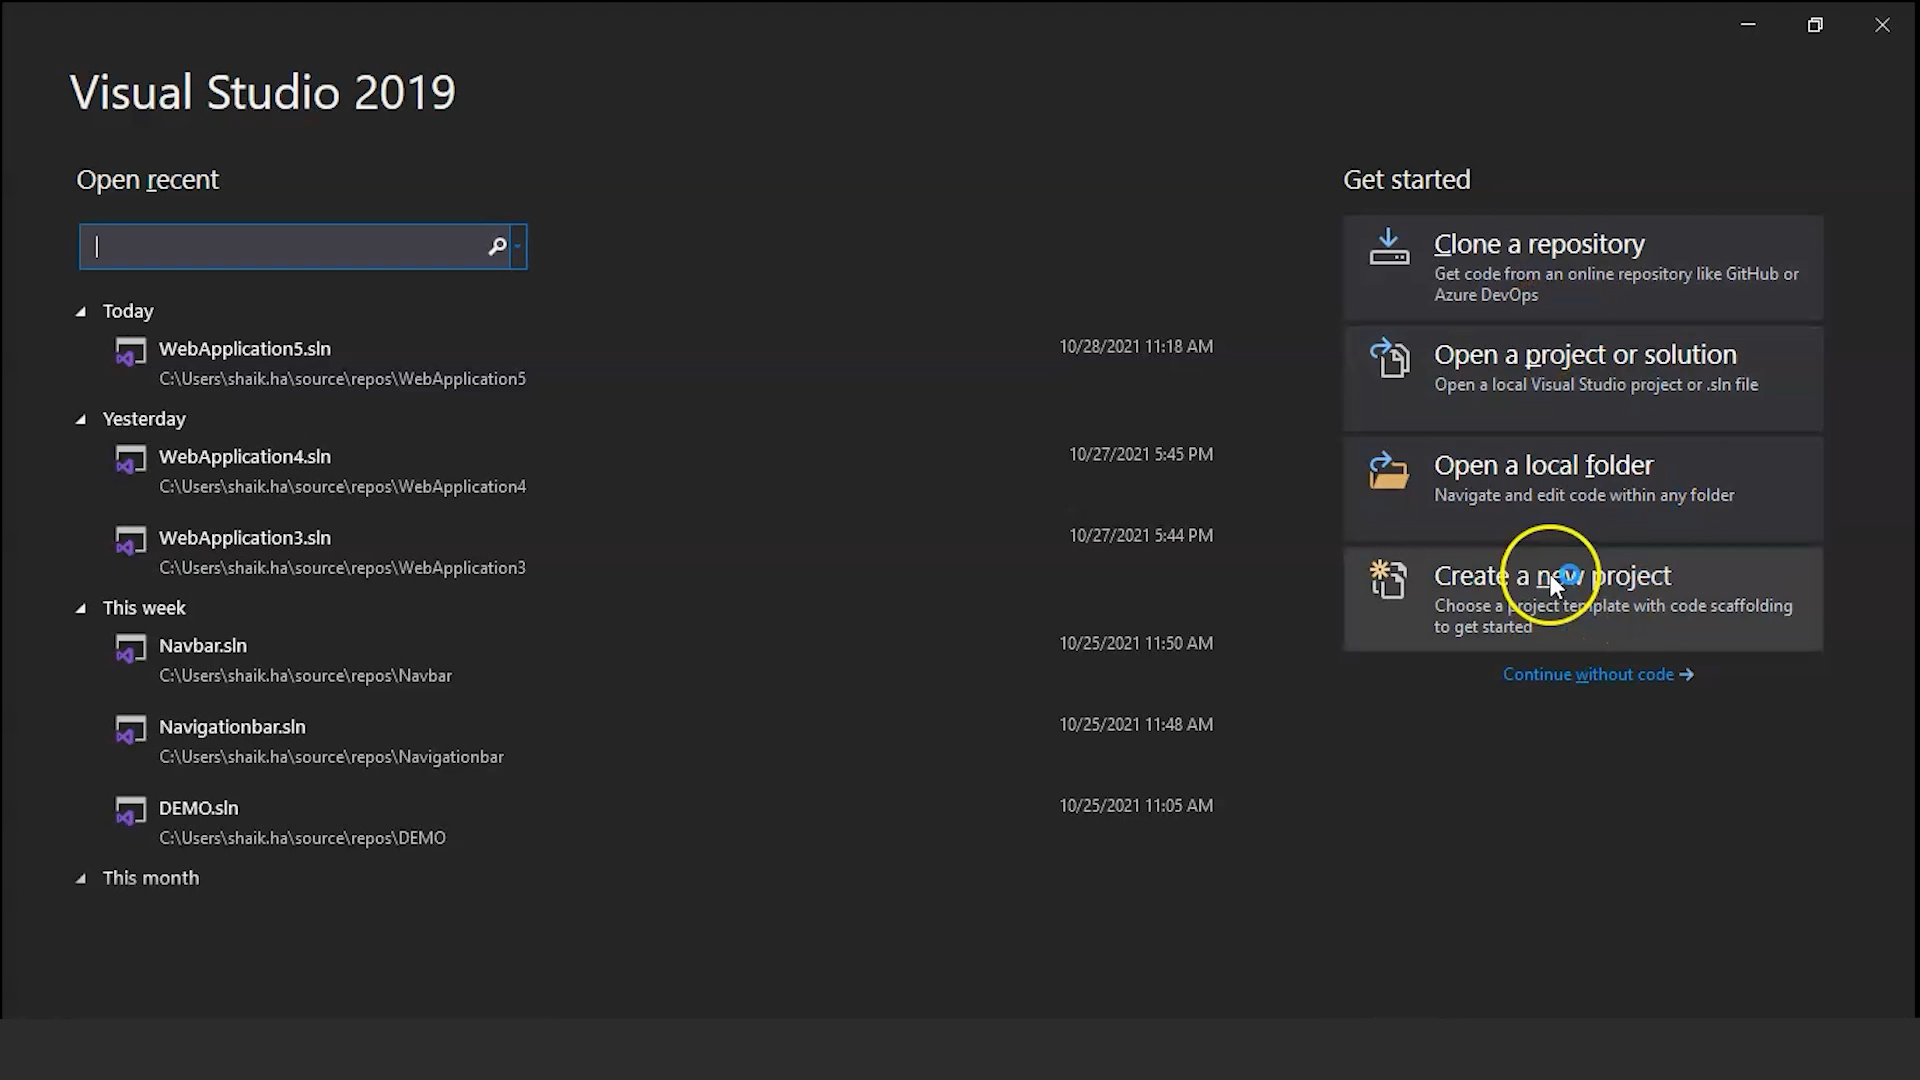 Visual Studio 2019
Open recent
Today
WebApplication5.sln
10/28/2021 11:18 AM
C:\Users\shaik.ha\source\repos\WebApplication5
Yesterday
WebApplication4.sln
10/27/2021 5:45 PM
C:\Users\shaik.ha\source\repos\WebApplication4
WebApplication3.sln
10/27/2021 5:44 PM
C:\Users\shaik.ha\source\repos\WebApplication3
This week
Navbar.sln
10/25/2021 11:50 AM
C:\Users\shaik.ha\source\repos\Navbar
Navigationbar.sln
10/25/2021 11:48 AM
C:\Users\shaik.ha\source\repos\Navigationbar
DEMO.sln
10/25/2021 11:05 AM
C:\Users\shaik.ha\source\repos\DEMO
This month
Get started
Clone a repository
Get code from an online repository like GitHub or
Azure DevOps
Open a project or solution
Open a local Visual Studio project or .sln file
Open a local folder
Navigate and edit code within any folder
Create a new project
Choose a project template with code scaffolding
to get started
Continue without code